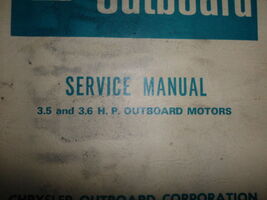 Outboard
SERVICE MANUAL
3.5 and 3.6 H. P. OUTBOARD MOTORS
CHRYSLER OUTBOARD CORPORATION